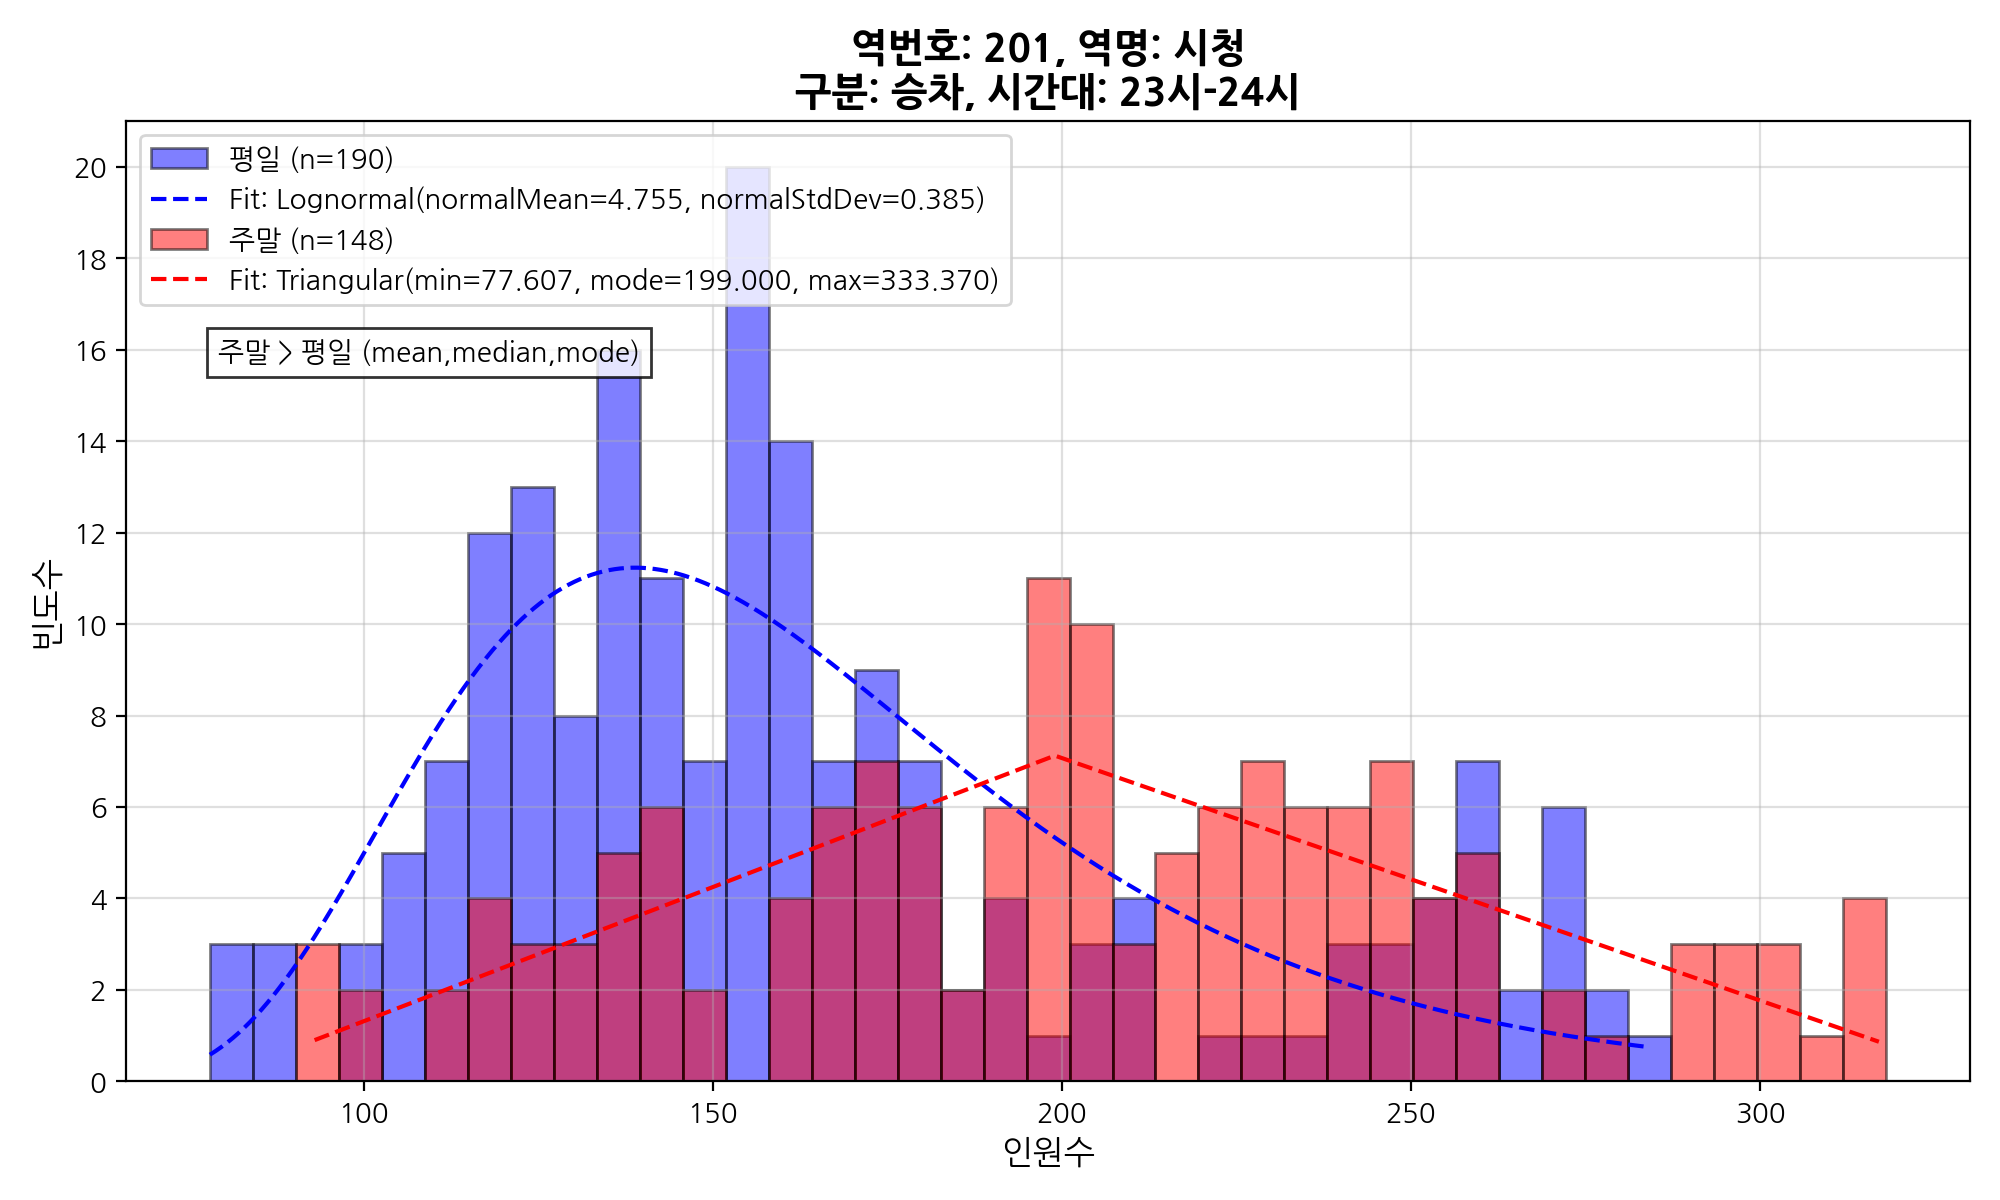 역번호: 201, 역명: 시청
구분: 승차, 시간대: 23시-24시
평일 (n=190)
Fit: Lognormal(normalMean=4.755, normalStdDev=0.385)
주말 (n=148)
Fit: Triangular(min=77.607, mode=199.000, max=333.370)
주말 > 평일 (mean,median,mode)
빈도수
20
18
16
14
12
10
8
6
4
2
0
100 150 200 250 300
인원수